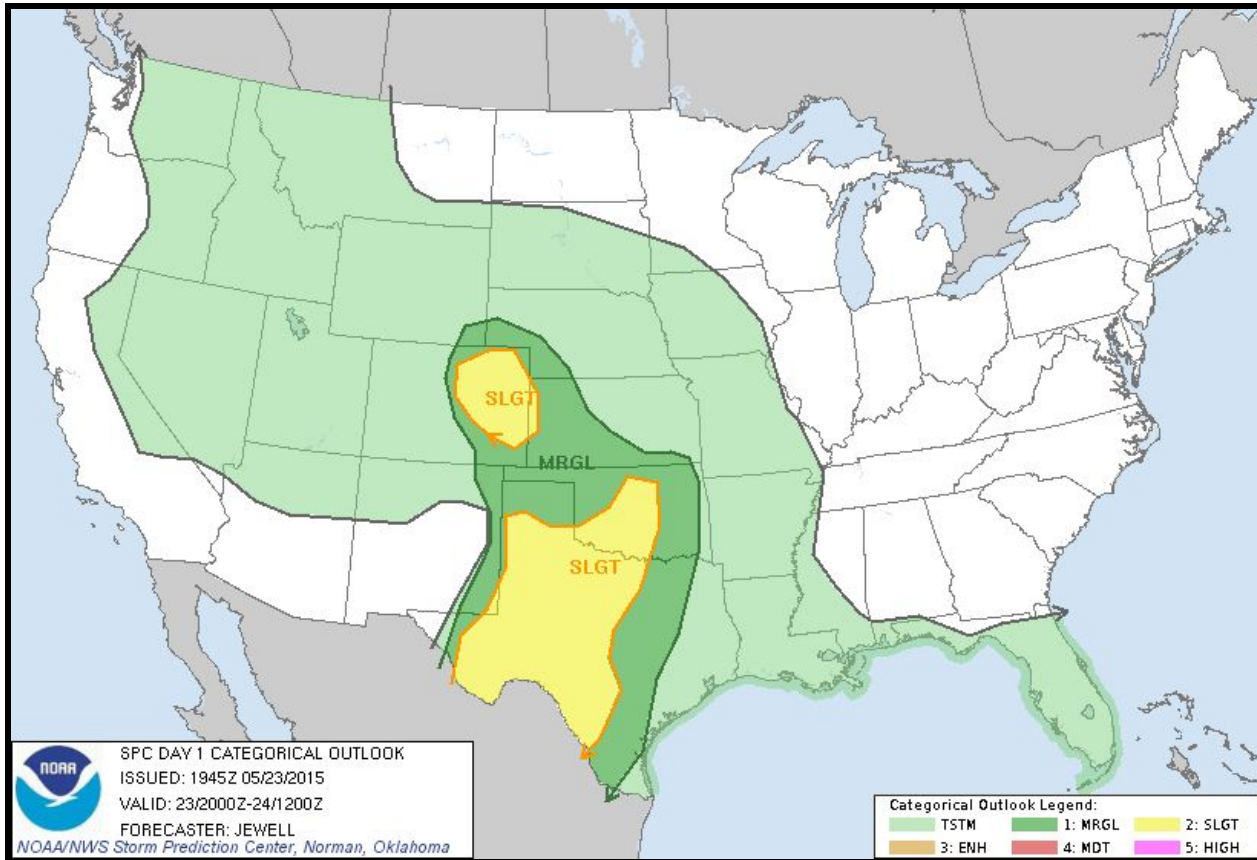 SLGT
MRGL
SLGT
NOAA
SPC DAY 1 CATEGORICAL OUTLOOK
ISSUED: 1945Z 05/23/2015
VALID: 23/2000Z-24/1200Z
FORECASTER: JEWELL
NOAA/NWS Storm Prediction Center, Norman, Oklahoma
Categorical Outlook Legend:
TSTM 1: MRGL 2: SLGT
3: ENH 4: MDT 5: HIGH